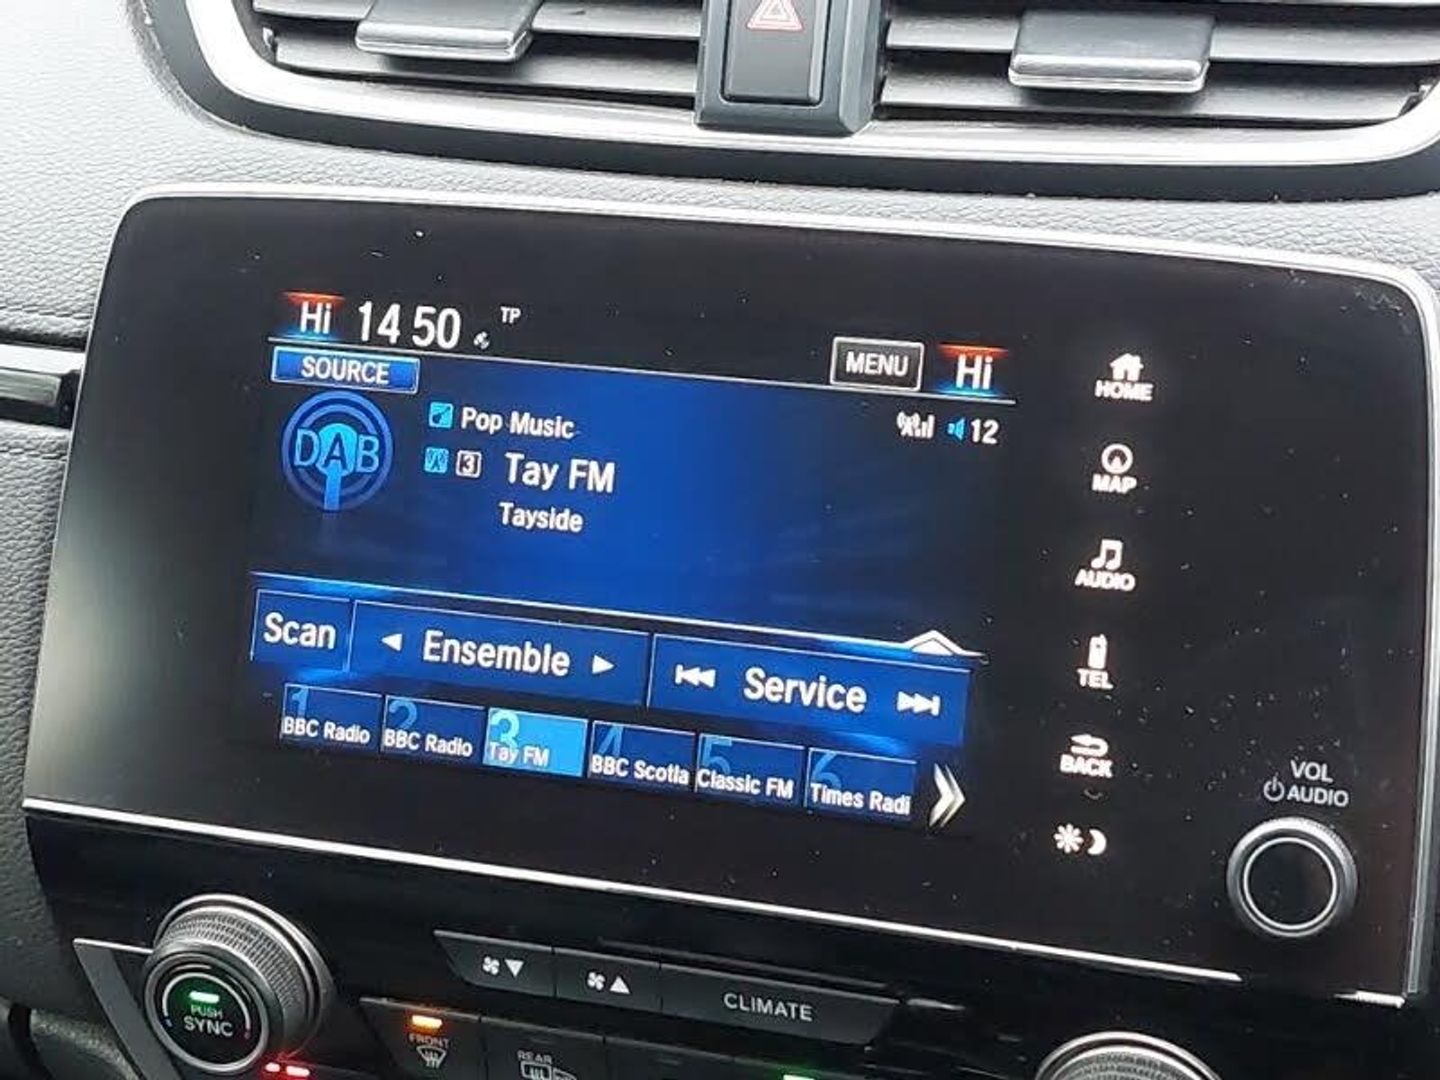 Hi 14 50 TP
SOURCE
MENU Hi
DAB
Pop Music
12
3 Tay FM
Tayside
Scan
Ensemble
Service
1 BBC Radio
2 BBC Radio
3 Tay FM
4 BBC Scotla
5 Classic FM
6 Times Radi
HOME
MAP
AUDIO
TEL
BACK
VOL
AUDIO
PUSH
SYNC
CLIMATE
FRONT
REAR